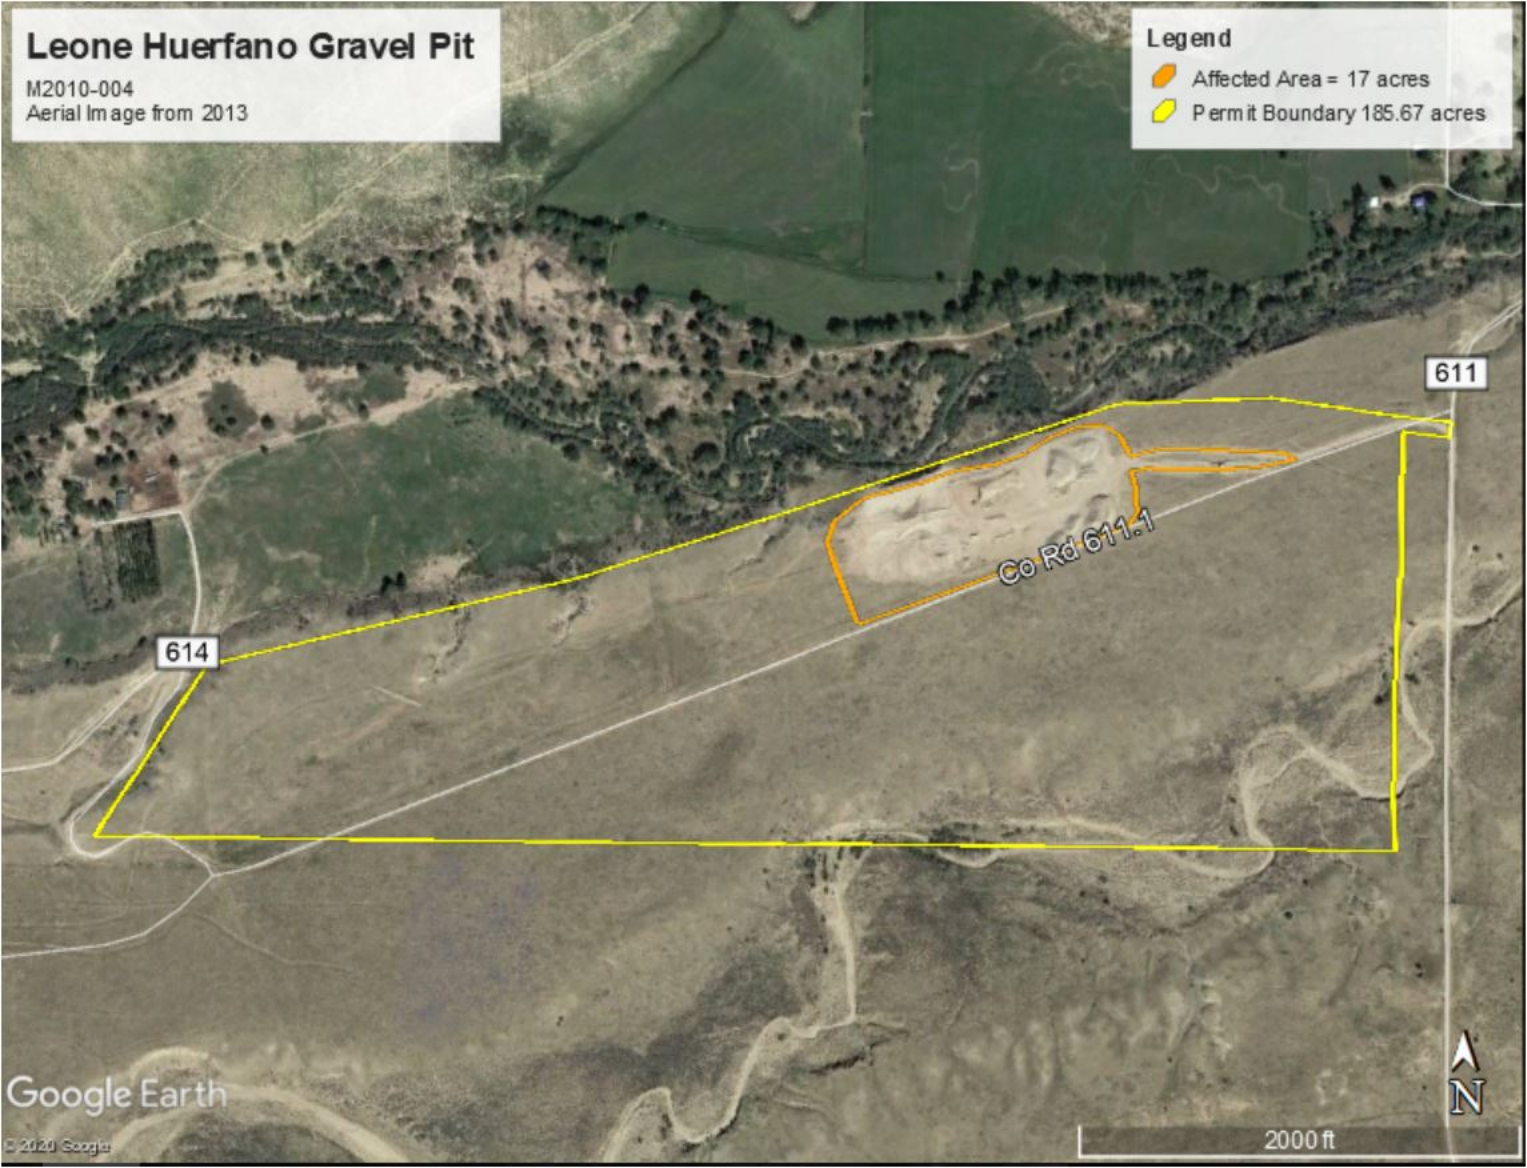 Leone Huerfano Gravel Pit
M2010-004
Aerial Image from 2013
Legend
Affected Area = 17 acres
Permit Boundary 185.67 acres
611
Co Rd 611.1
614
Google Earth
N
© 2020 Google
2000 ft